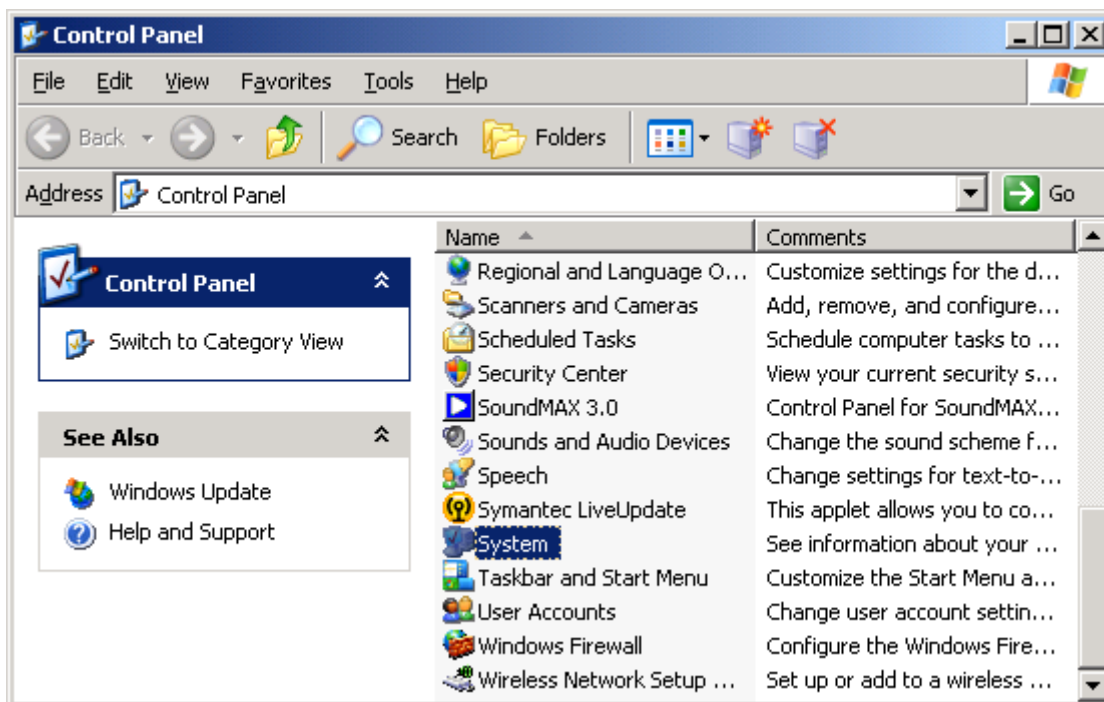 Control Panel
File Edit View Favorites Tools Help
Back Search Folders
Address Control Panel Go
Control Panel
Switch to Category View
See Also
Windows Update
Help and Support
Name Comments
Regional and Language O... Customize settings for the d...
Scanners and Cameras Add, remove, and configure...
Scheduled Tasks Schedule computer tasks to ...
Security Center View your current security s...
SoundMAX 3.0 Control Panel for SoundMAX...
Sounds and Audio Devices Change the sound scheme f...
Speech Change settings for text-to-...
Symantec LiveUpdate This applet allows you to co...
System See information about your ...
Taskbar and Start Menu Customize the Start Menu a...
User Accounts Change user account settin...
Windows Firewall Configure the Windows Fire...
Wireless Network Setup ... Set up or add to a wireless ...